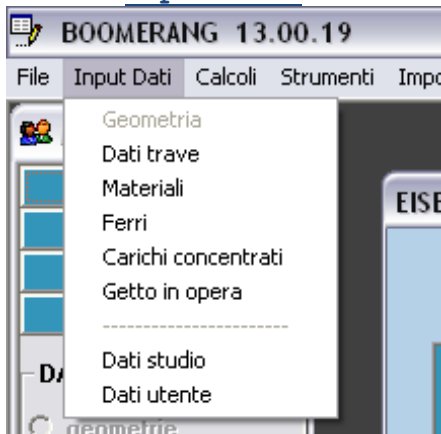 BOOMERANG 13.00.19
File Input Dati Calcoli Strumenti
Geometria
Dati trave
Materiali
Ferri
Carichi concentrati
Getto in opera
-----------------------
Dati studio
Dati utente
geometrie